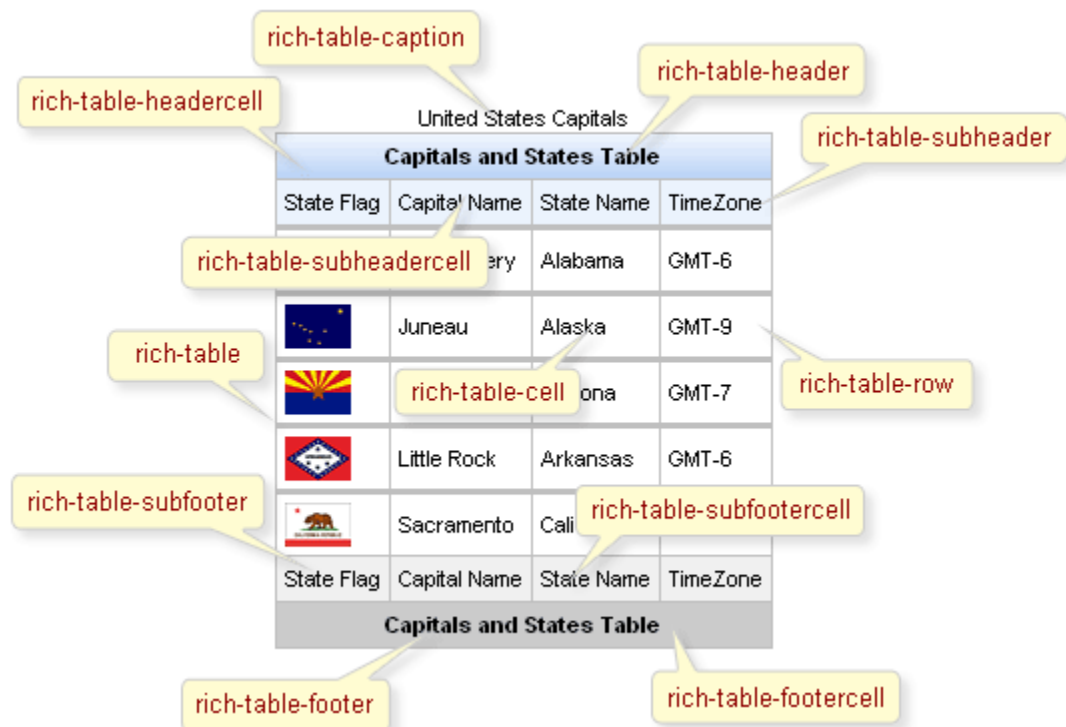 rich-table-caption
rich-table-header
rich-table-headercell
United States Capitals
rich-table-subheader
Capitals and States Table
State Flag Capital Name State Name TimeZone
rich-table-subheadercell
ery Alabama GMT-6
Juneau Alaska GMT-9
rich-table
rich-table-row
rich-table-cell
ona GMT-7
Little Rock Arkansas GMT-6
rich-table-subfooter
rich-table-subfootercell
Sacramento Cali
State Flag Capital Name State Name TimeZone
Capitals and States Table
rich-table-footer
rich-table-footercell